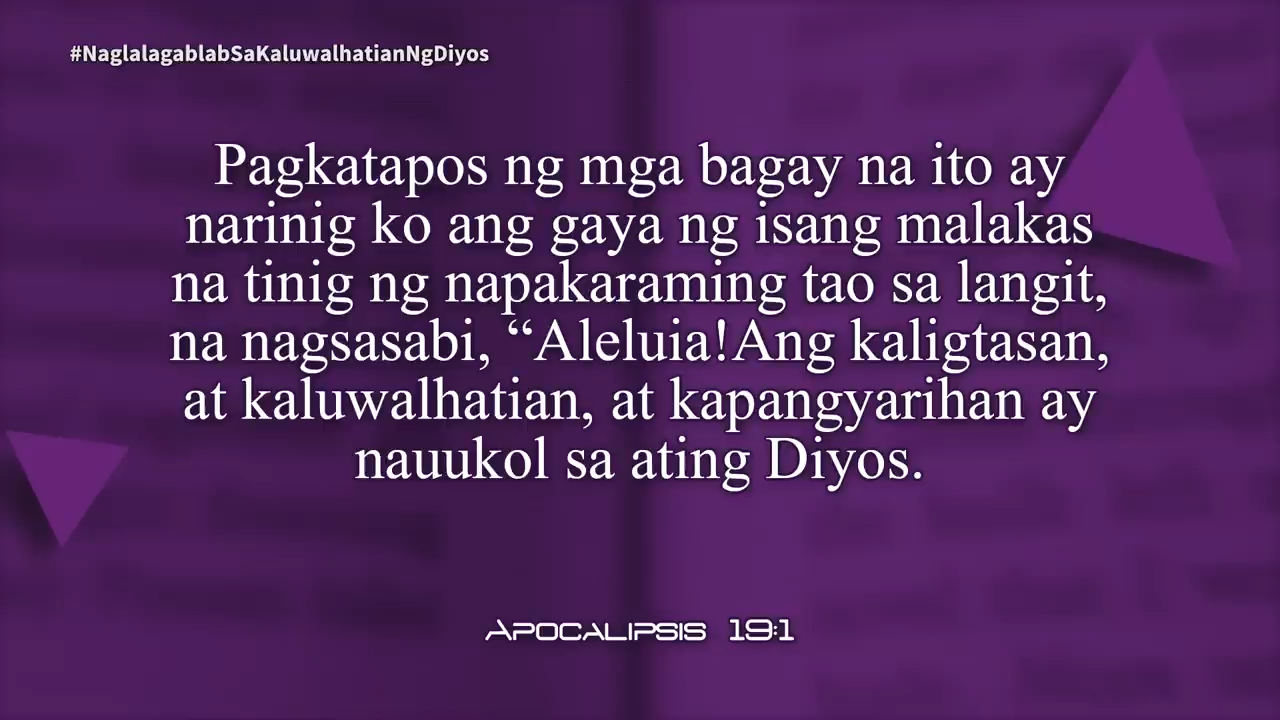 #NaglalagablabSaKaluwalhatianNgDiyos
Pagkatapos ng mga bagay na ito ay
narinig ko ang gaya ng isang malakas
na tinig ng napakaraming tao sa langit,
na nagsasabi, “Aleluia!Ang kaligtasan,
at kaluwalhatian, at kapangyarihan ay
nauukol sa ating Diyos.
Apocalipsis 19:1